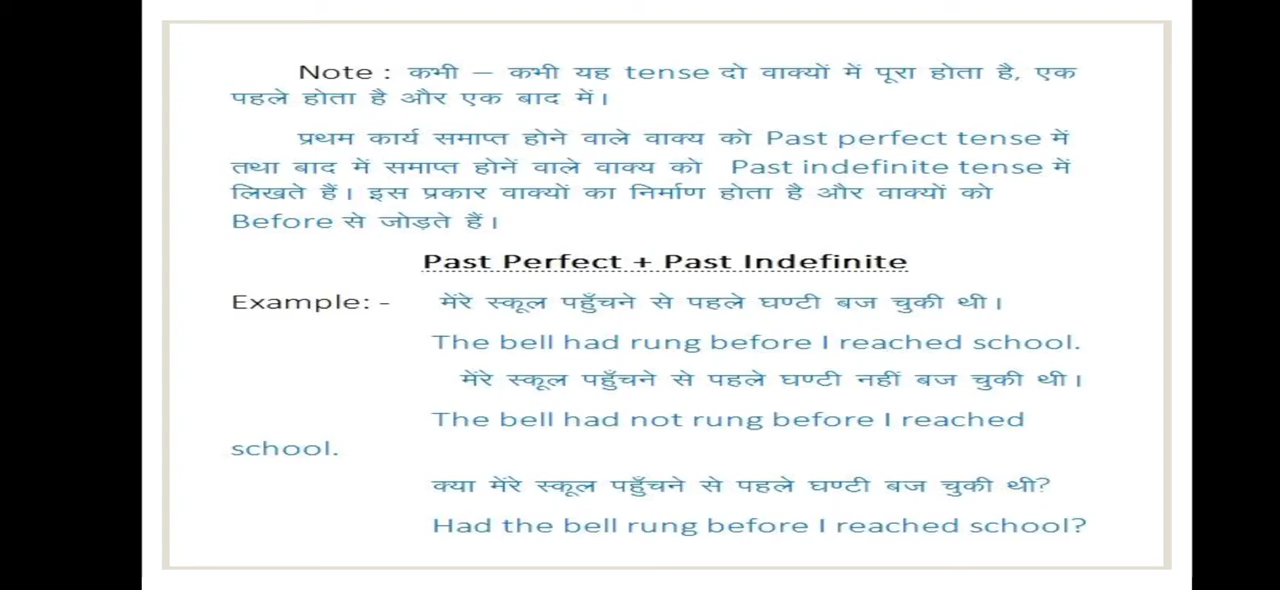 Note : कभी – कभी यह tense दो वाक्यों में पूरा होता है, एक
पहले होता है और एक बाद में।
प्रथम कार्य समाप्त होने वाले वाक्य को Past perfect tense में
तथा बाद में समाप्त होनें वाले वाक्य को Past indefinite tense में
लिखते हैं। इस प्रकार वाक्यों का निर्माण होता है और वाक्यों को
Before से जोड़ते हैं।
Past Perfect + Past Indefinite
Example: - मेंरे स्कूल पहुँचने से पहले घण्टी बज चुकी थी।
The bell had rung before I reached school.
मेंरे स्कूल पहुँचने से पहले घण्टी नहीं बज चुकी थी।
The bell had not rung before I reached
school.
क्या मेंरे स्कूल पहुँचने से पहले घण्टी बज चुकी थी?
Had the bell rung before I reached school?